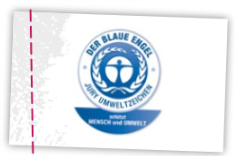 DER BLAUE ENGEL
JURY UMWELTZEICHEN
schützt
MENSCH und UMWELT